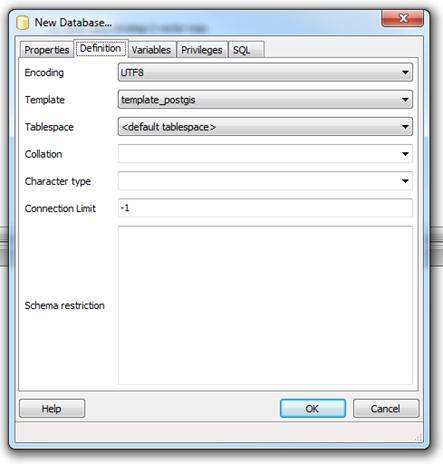 New Database...
Properties Definition Variables Privileges SQL
Encoding UTF8
Template template_postgis
Tablespace <default tablespace>
Collation
Character type
Connection Limit -1
Schema restriction
Help OK Cancel